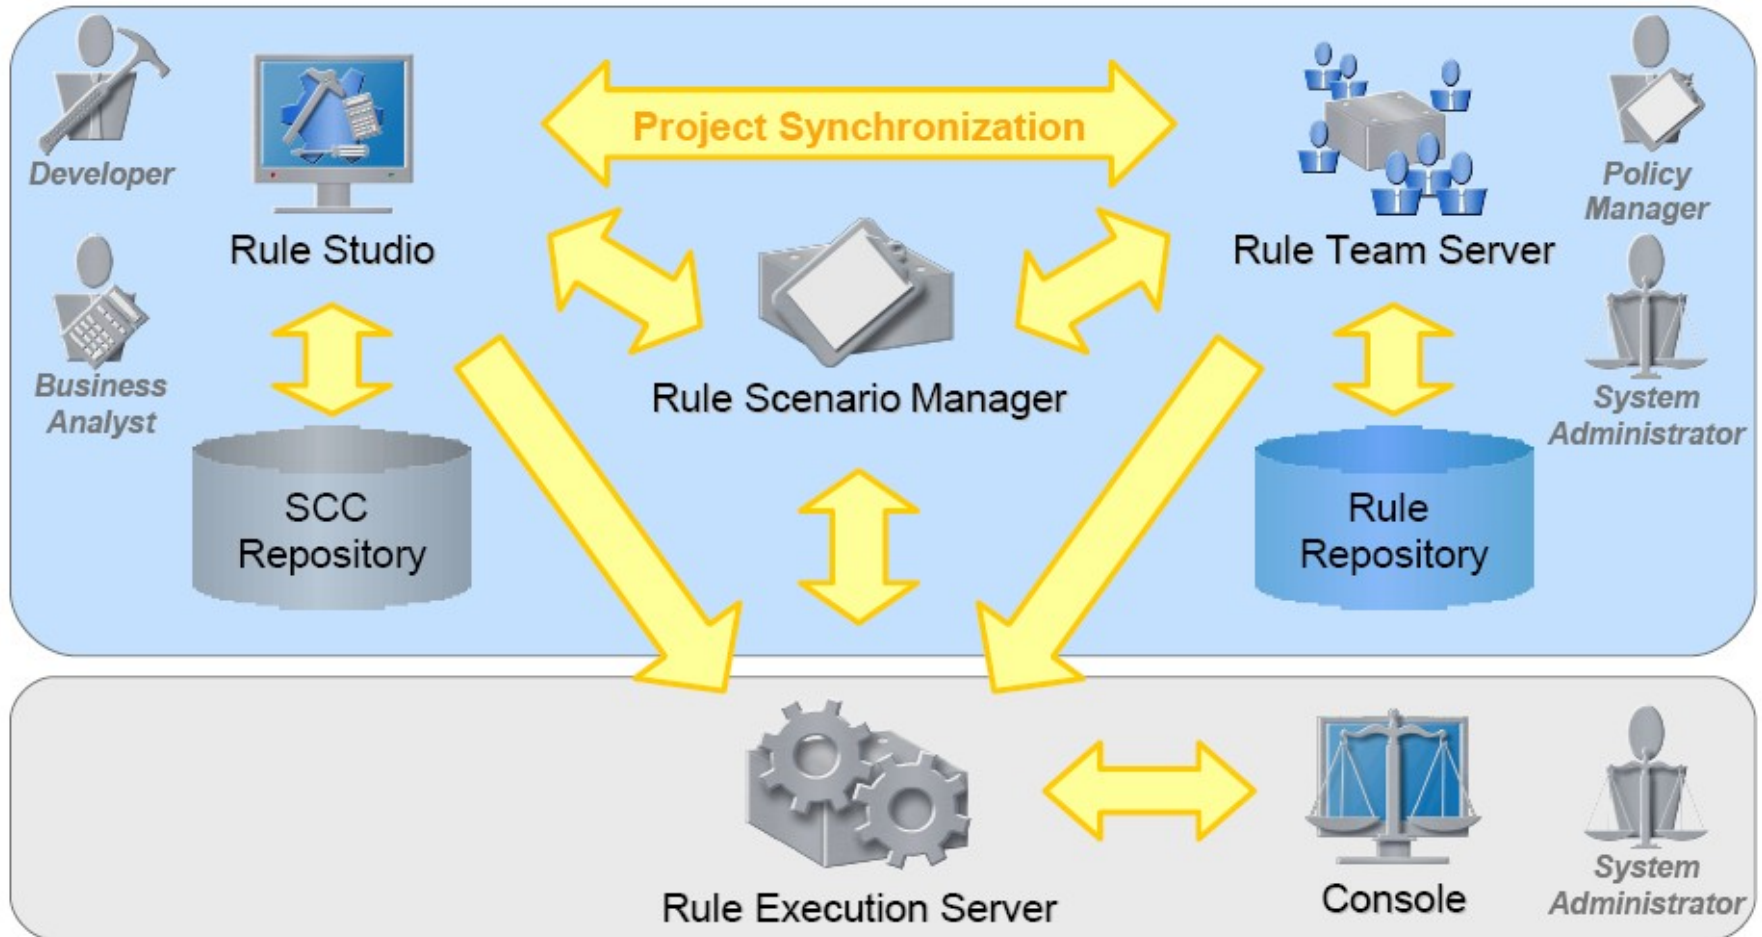 Project Synchronization
Developer
Rule Studio
Rule Team Server
Policy
Manager
Business
Analyst
Rule Scenario Manager
System
Administrator
SCC
Repository
Rule
Repository
Rule Execution Server
Console
System
Administrator